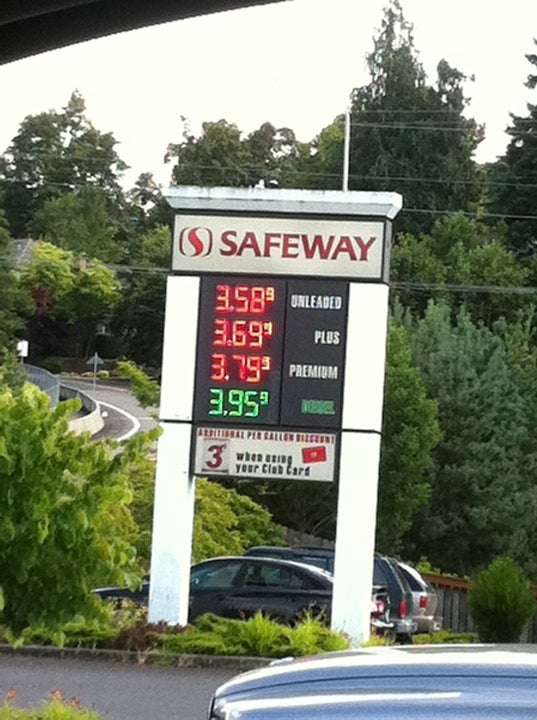 SAFEWAY
3.58⁹ UNLEADED
3.69⁹ PLUS
3.79⁹ PREMIUM
3.95⁹ DIESEL
ADDITIONAL PER GALLON DISCOUNT
3¢ when using
your Club Card